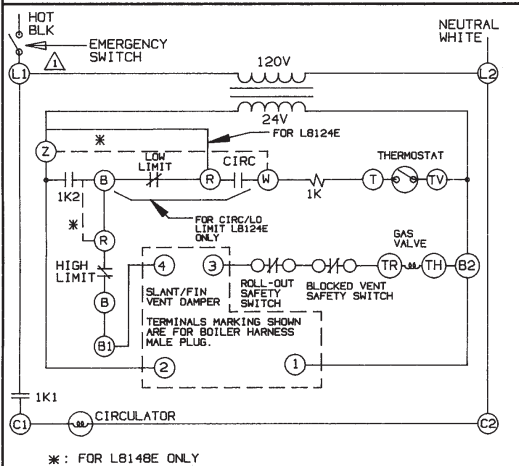 HOT
BLK
EMERGENCY
SWITCH
1
NEUTRAL
WHITE
L1
120V
L2
24V
FOR L8124E
Z
*
LOW
LIMIT
CIRC
THERMOSTAT
1K2
B
R
W
1K
T
TV
*
FOR CIRC/LO
LIMIT L8124E
ONLY
R
GAS
VALVE
HIGH
LIMIT
4
3
TR
TH
B2
B
SLANT/FIN
VENT DAMPER
ROLL-OUT
SAFETY
SWITCH
BLOCKED VENT
SAFETY SWITCH
B1
TERMINALS MARKING SHOWN
ARE FOR BOILER HARNESS
MALE PLUG.
2
1
1K1
C1
CIRCULATOR
C2
*: FOR L8148E ONLY